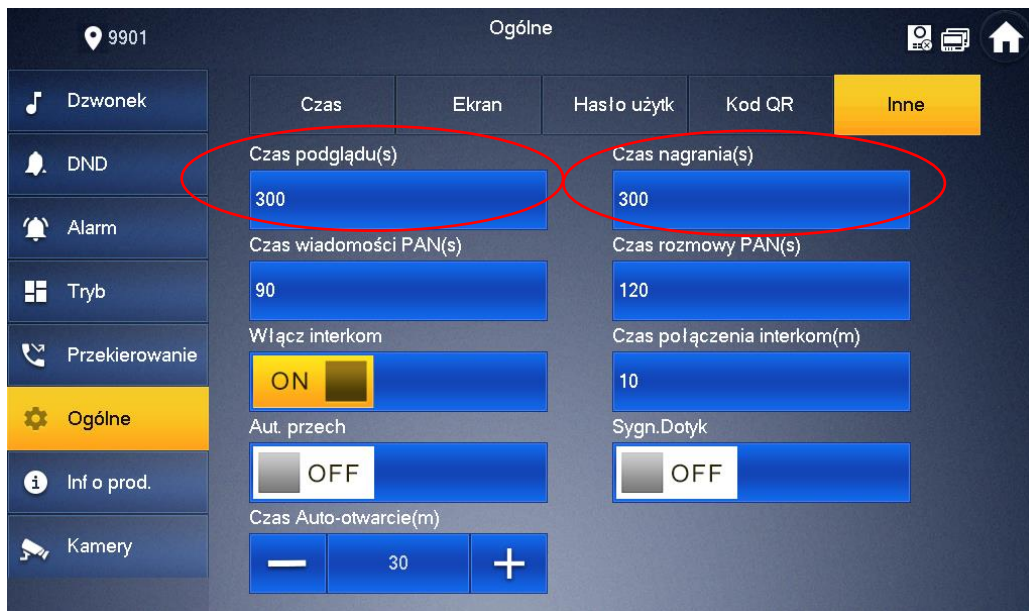 9901
Ogólne
Dzwonek
DND
Alarm
Tryb
Przekierowanie
Ogólne
Inf o prod.
Kamery
Czas
Ekran
Hasło użytk
Kod QR
Inne
Czas podglądu(s)
Czas nagrania(s)
300
300
Czas wiadomości PAN(s)
Czas rozmowy PAN(s)
90
120
Włącz interkom
Czas połączenia interkom(m)
ON
10
Aut. przech
Sygn.Dotyk
OFF
OFF
Czas Auto-otwarcie(m)
30